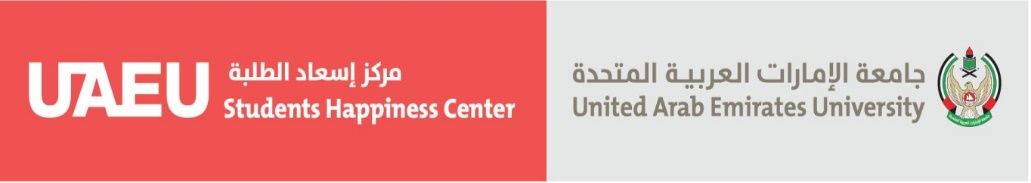 UAEU
مركز إسعاد الطلبة
Students Happiness Center
جامعة الإمارات العربية المتحدة
United Arab Emirates University